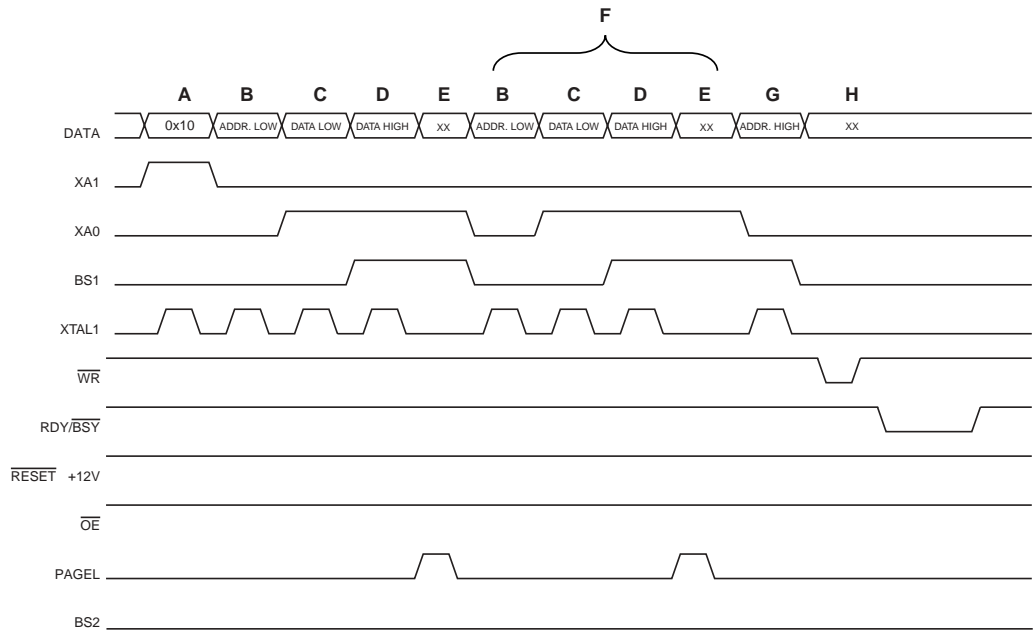 F
A B C D E B C D E G H
DATA 0x10 ADDR. LOW DATA LOW DATA HIGH XX ADDR. LOW DATA LOW DATA HIGH XX ADDR. HIGH XX
XA1
XA0
BS1
XTAL1
WR
RDY/BSY
RESET +12V
OE
PAGEL
BS2